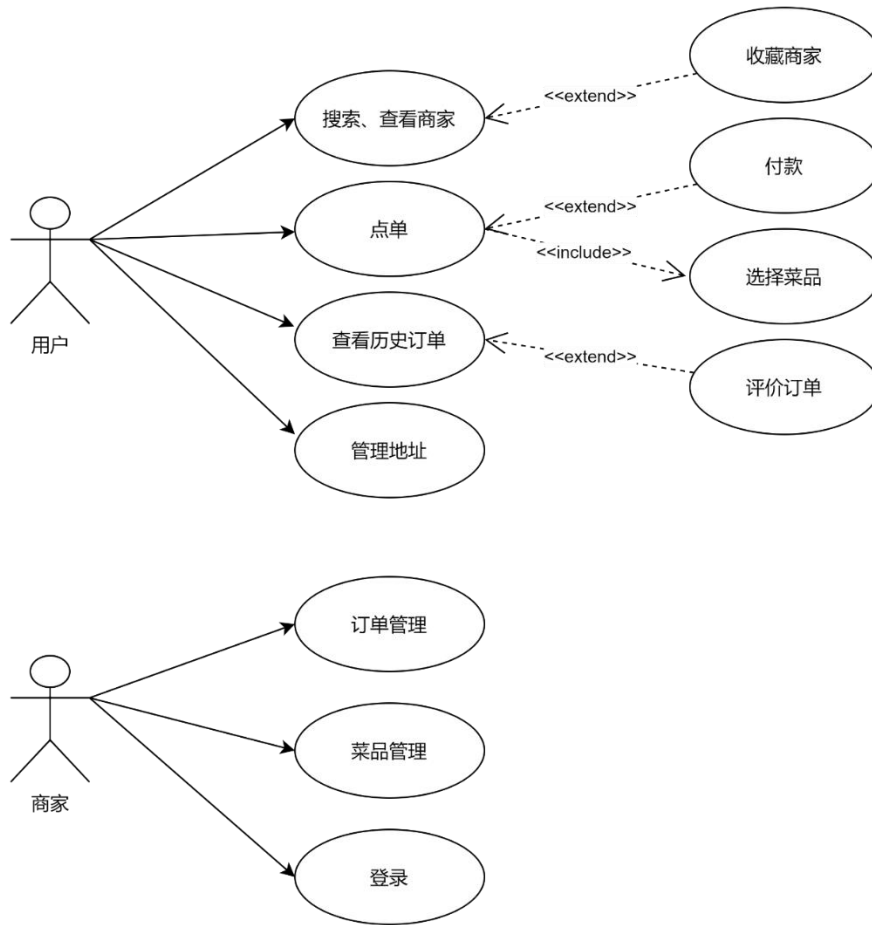 收藏商家
<<extend>>
搜索、查看商家
付款
<<extend>>
点单
<<include>>
选择菜品
用户
查看历史订单
<<extend>>
评价订单
管理地址
订单管理
菜品管理
商家
登录